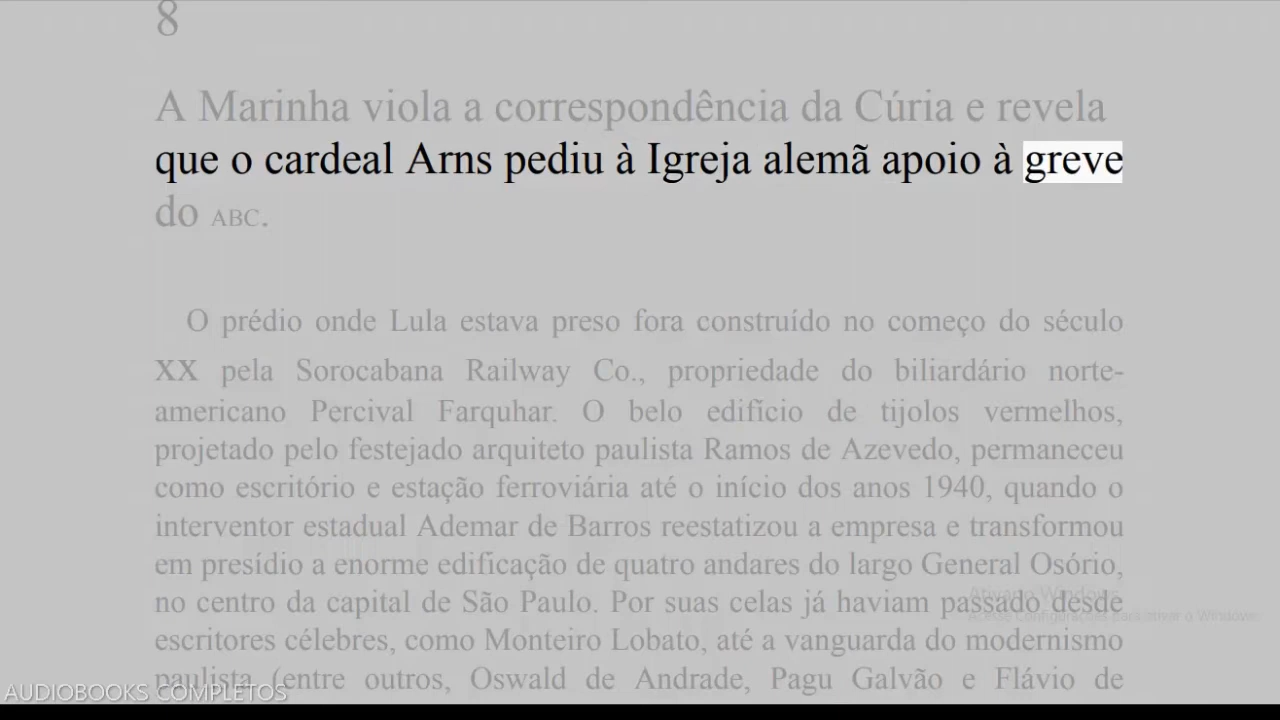 8
A Marinha viola a correspondência da Cúria e revela
que o cardeal Arns pediu à Igreja alemã apoio à greve
do ABC.
O prédio onde Lula estava preso fora construído no começo do século
XX pela Sorocabana Railway Co., propriedade do biliardário norte-
americano Percival Farquhar. O belo edifício de tijolos vermelhos,
projetado pelo festejado arquiteto paulista Ramos de Azevedo, permaneceu
como escritório e estação ferroviária até o início dos anos 1940, quando o
interventor estadual Ademar de Barros reestatizou a empresa e transformou
em presídio a enorme edificação de quatro andares do largo General Osório,
no centro da capital de São Paulo. Por suas celas já haviam passado desde
escritores célebres, como Monteiro Lobato, até a vanguarda do modernismo
paulista (entre outros, Oswald de Andrade, Pagu Galvão e Flávio de
AUDIOBOOKS COMPLETOS